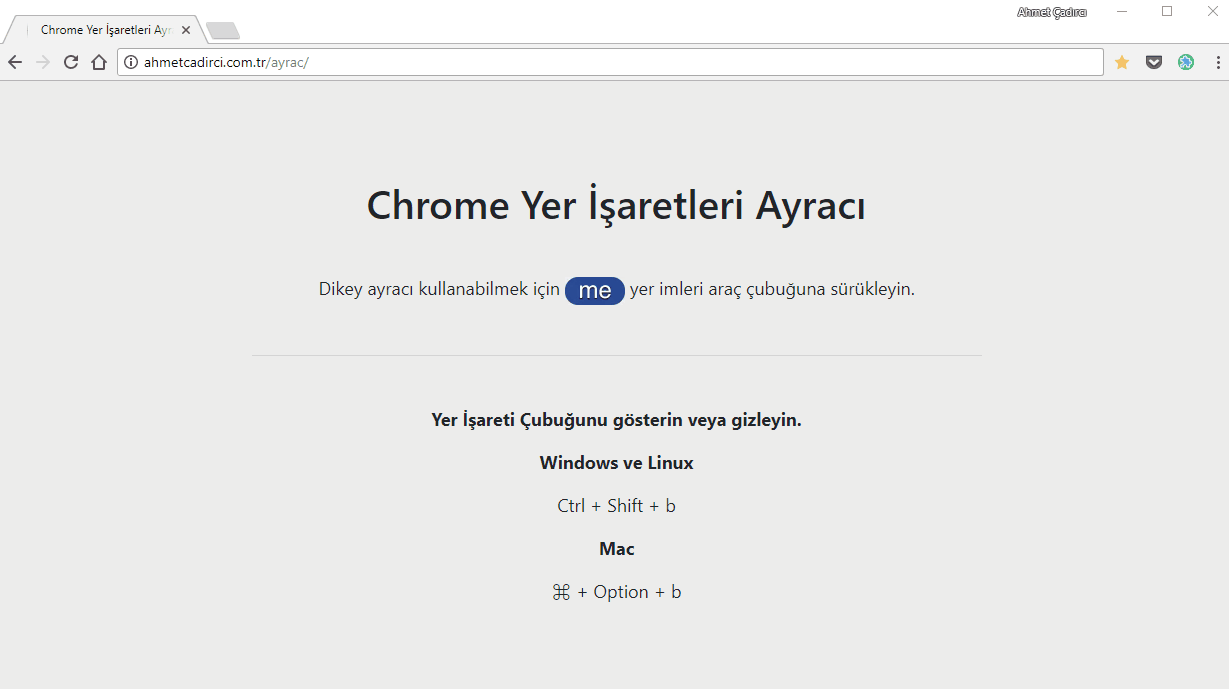 Ahmet Çadırcı
Chrome Yer İşaretleri Ayr
ahmetcadirci.com.tr/ayrac/
Chrome Yer İşaretleri Ayracı
Dikey ayracı kullanabilmek için me yer imleri araç çubuğuna sürükleyin.
Yer İşareti Çubuğunu gösterin veya gizleyin.
Windows ve Linux
Ctrl + Shift + b
Mac
⌘ + Option + b